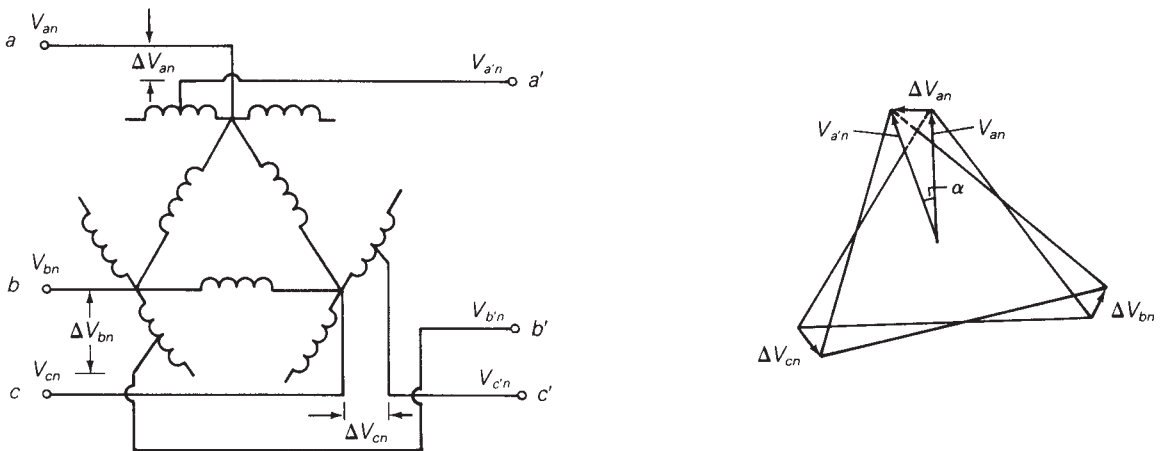 V_an
a
ΔV_an
V_a'n
a'
V_bn
b
ΔV_bn
V_b'n
b'
V_cn
c
V_c'n
c'
ΔV_cn
ΔV_an
V_a'n
V_an
α
ΔV_bn
ΔV_cn